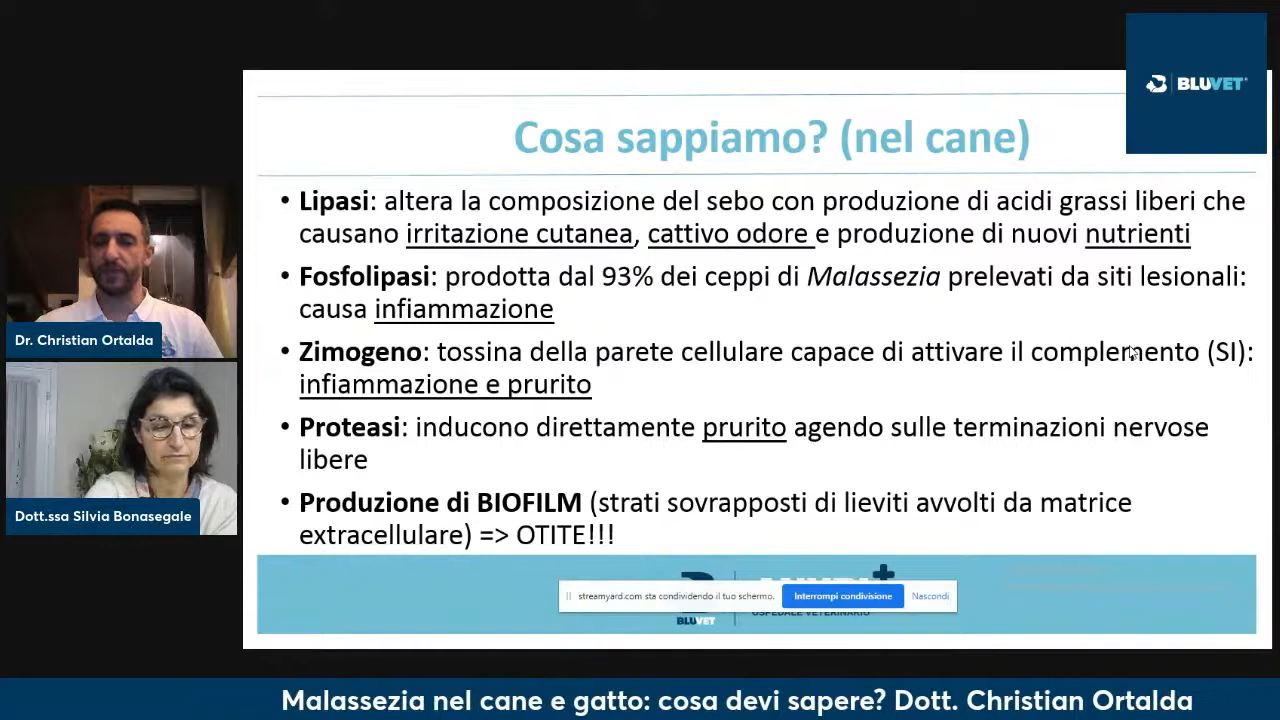 BLUVET
Cosa sappiamo? (nel cane)
• Lipasi: altera la composizione del sebo con produzione di acidi grassi liberi che
causano irritazione cutanea, cattivo odore e produzione di nuovi nutrienti
• Fosfolipasi: prodotta dal 93% dei ceppi di Malassezia prelevati da siti lesionali:
causa infiammazione
• Zimogeno: tossina della parete cellulare capace di attivare il complemento (SI):
infiammazione e prurito
• Proteasi: inducono direttamente prurito agendo sulle terminazioni nervose
libere
• Produzione di BIOFILM (strati sovrapposti di lieviti avvolti da matrice
extracellulare) => OTITE!!!
Dr. Christian Ortalda
Dott.ssa Silvia Bonasegale
streamyard.com sta condividendo il tuo schermo.
Interrompi condivisione
Nascondi
BLUVET
OSPEDALE VETERINARIO
Malassezia nel cane e gatto: cosa devi sapere? Dott. Christian Ortalda